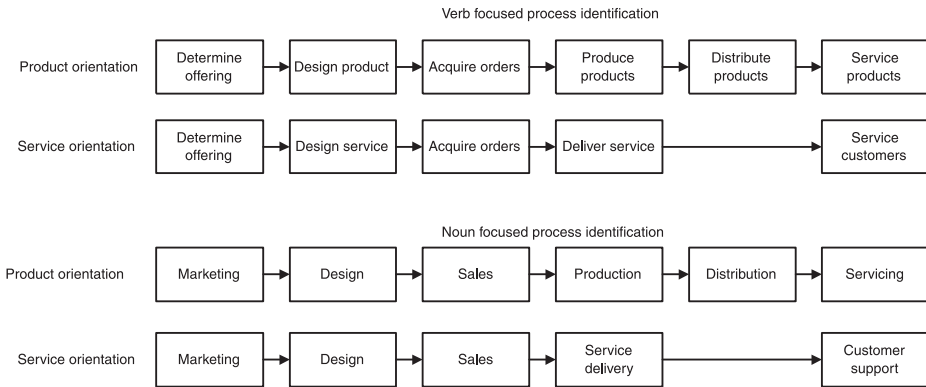 Verb focused process identification
Product orientation
Determine
offering
Design product
Acquire orders
Produce
products
Distribute
products
Service
products
Service orientation
Determine
offering
Design service
Acquire orders
Deliver service
Service
customers
Noun focused process identification
Product orientation
Marketing
Design
Sales
Production
Distribution
Servicing
Service orientation
Marketing
Design
Sales
Service
delivery
Customer
support